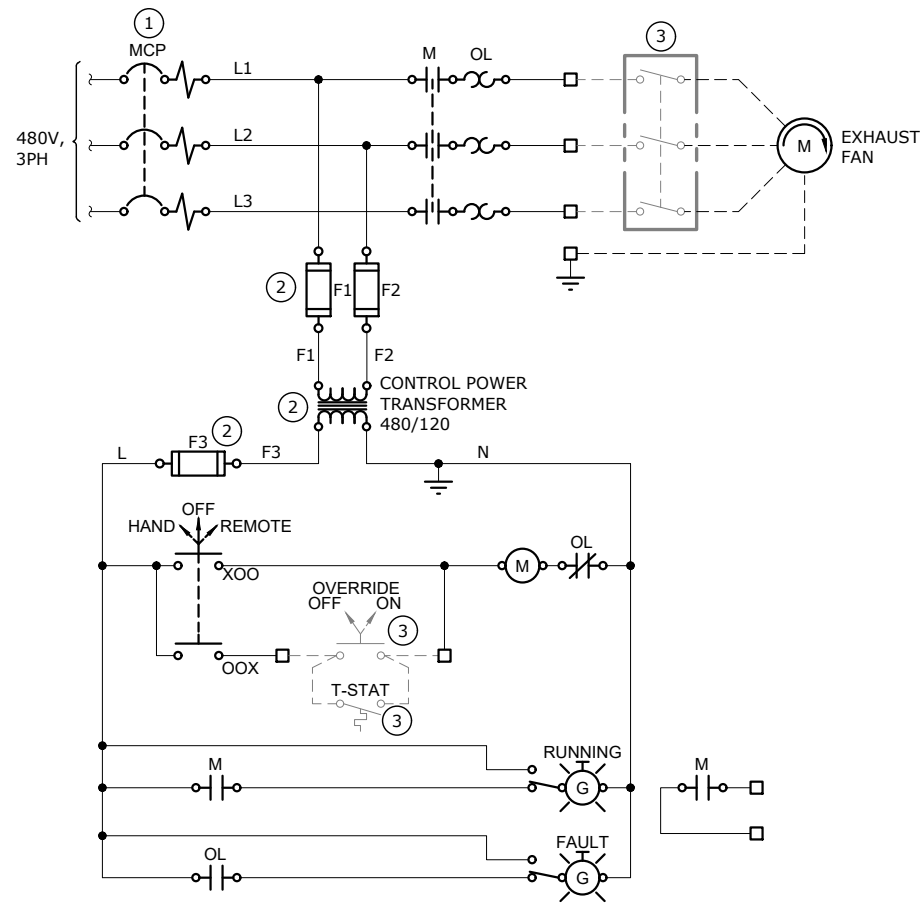 1
MCP
3
M
OL
L1
480V,
3PH
L2
M
EXHAUST
FAN
L3
2
F1
F2
F1
F2
2
CONTROL POWER
TRANSFORMER
480/120
L
F3
2
F3
N
OFF
HAND
REMOTE
XOO
M
OL
OVERRIDE
OFF
ON
3
OOX
T-STAT
3
RUNNING
M
G
M
FAULT
OL
G